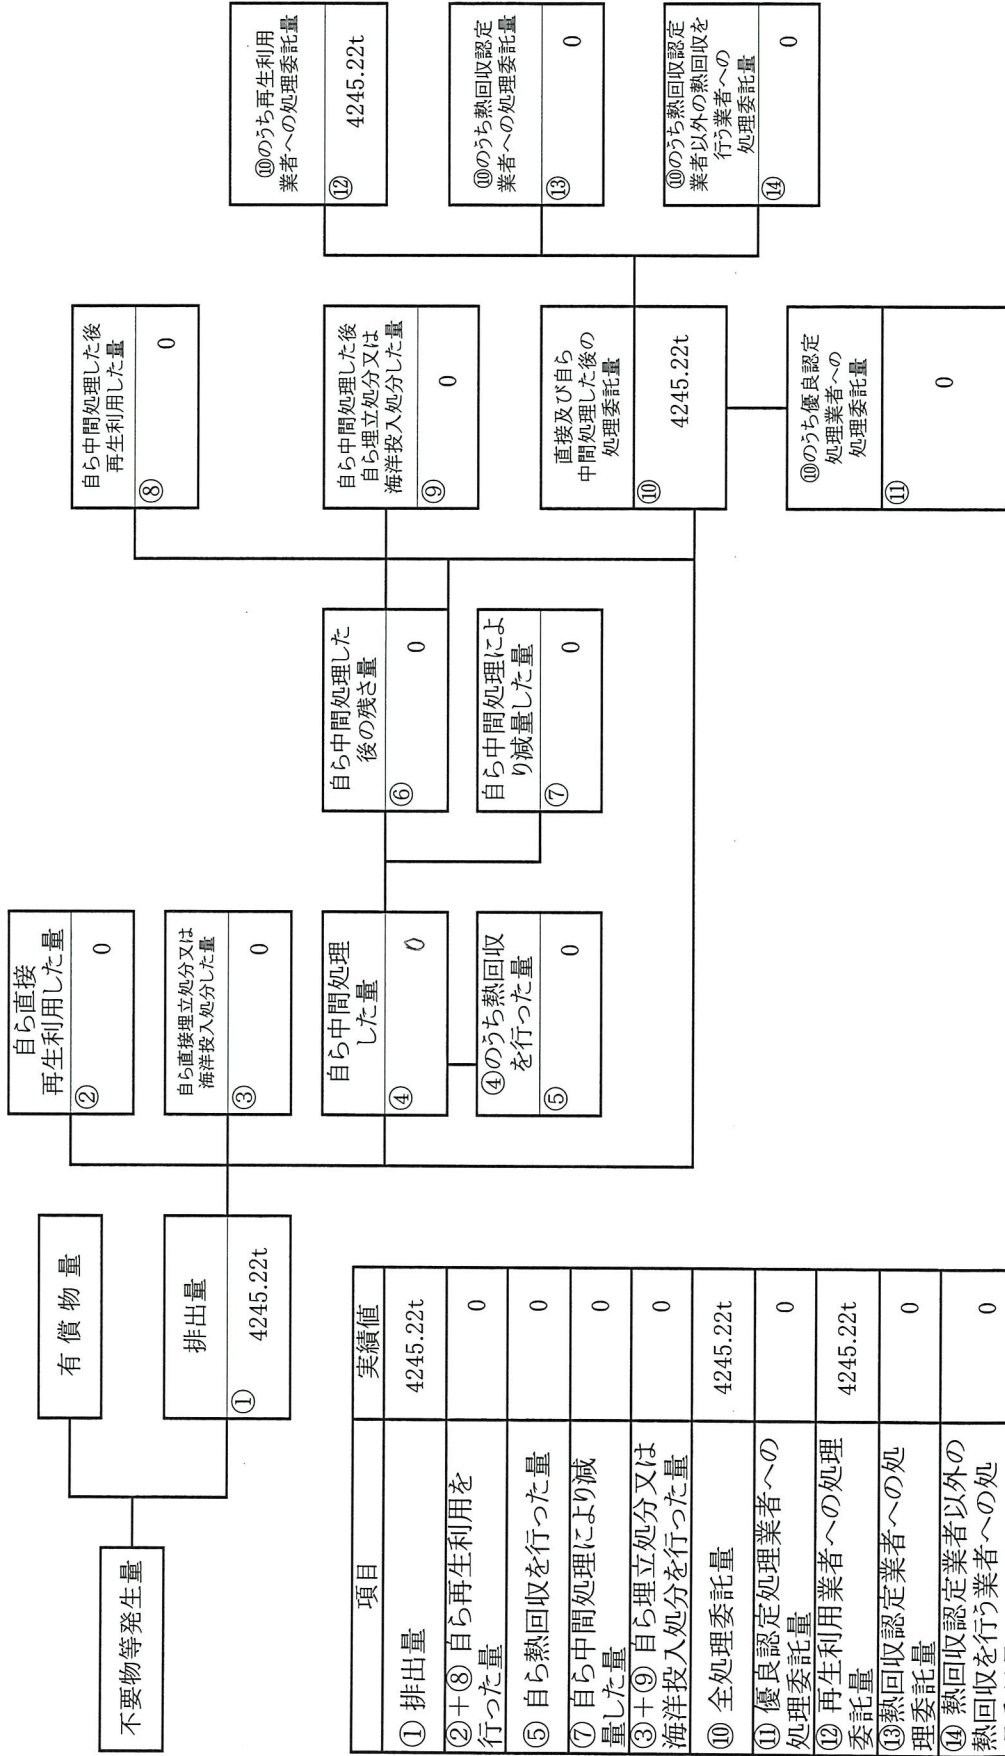 不要物等発生量
有償物量
排出量
① 4245.22t
自ら直接
再生利用した量
② 0
自ら直接埋立処分又は
海洋投入処分した量
③ 0
自ら中間処理
した量
④ 0
④のうち熱回収
を行った量
⑤ 0
自ら中間処理した
後の残さ量
⑥ 0
自ら中間処理によ
り減量した量
⑦ 0
自ら中間処理した後
再生利用した量
⑧ 0
自ら中間処理した後
自ら埋立処分又は
海洋投入処分した量
⑨ 0
直接及び自ら
中間処理した後の
処理委託量
⑩ 4245.22t
⑩のうち優良認定
処理業者への
処理委託量
⑪ 0
⑩のうち再生利用
業者への処理委託量
⑫ 4245.22t
⑩のうち熱回収認定
業者への処理委託量
⑬ 0
⑩のうち熱回収認定
業者以外の熱回収を
行う業者への
処理委託量
⑭ 0
項目 実績値
① 排出量 4245.22t
②+⑧ 自ら再生利用を
行った量 0
⑤ 自ら熱回収を行った量 0
⑦ 自ら中間処理により減
量した量 0
③+⑨ 自ら埋立処分又は
海洋投入処分を行った量 0
⑩ 全処理委託量 4245.22t
⑪ 優良認定処理業者への
処理委託量 0
⑫ 再生利用業者への処理
委託量 4245.22t
⑬熱回収認定業者への処
理委託量 0
⑭ 熱回収認定業者以外の
熱回収を行う業者への処 0